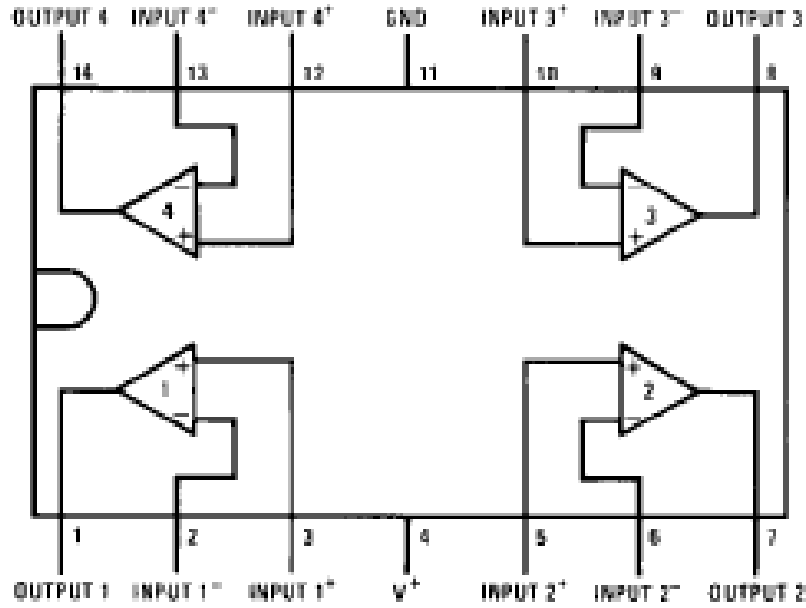 OUTPUT 4 INPUT 4⁻ INPUT 4⁺ GND INPUT 3⁺ INPUT 3⁻ OUTPUT 3
14 13 12 11 10 9 8
− −
4 3
+ +
+ +
1 2
− −
1 2 3 4 5 6 7
OUTPUT 1 INPUT 1⁻ INPUT 1⁺ V⁺ INPUT 2⁺ INPUT 2⁻ OUTPUT 2